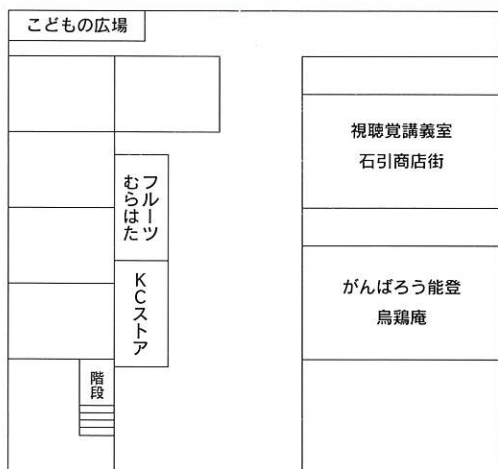 こどもの広場
視聴覚講義室
石引商店街
フルーツ
むらはた
がんばろう能登
烏鶏庵
KCストア
階段